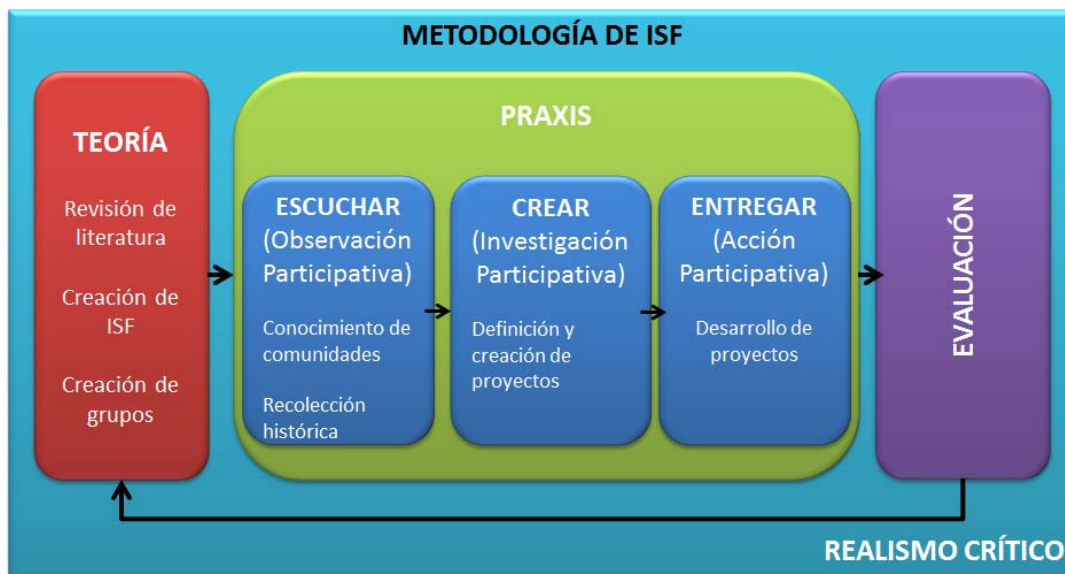 METODOLOGÍA DE ISF
TEORÍA
Revisión de
literatura
Creación de
ISF
Creación de
grupos
PRAXIS
ESCUCHAR
(Observación
Participativa)
Conocimiento de
comunidades
Recolección
histórica
CREAR
(Investigación
Participativa)
Definición y
creación de
proyectos
ENTREGAR
(Acción
Participativa)
Desarrollo de
proyectos
EVALUACIÓN
REALISMO CRÍTICO